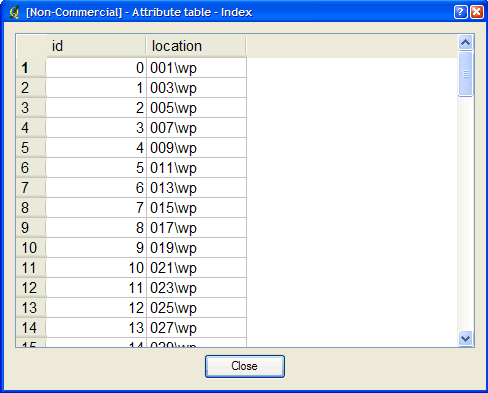 [Non-Commercial] - Attribute table - Index
id location
1 0 001\wp
2 1 003\wp
3 2 005\wp
4 3 007\wp
5 4 009\wp
6 5 011\wp
7 6 013\wp
8 7 015\wp
9 8 017\wp
10 9 019\wp
11 10 021\wp
12 11 023\wp
13 12 025\wp
14 13 027\wp
15 14 029\wp
Close